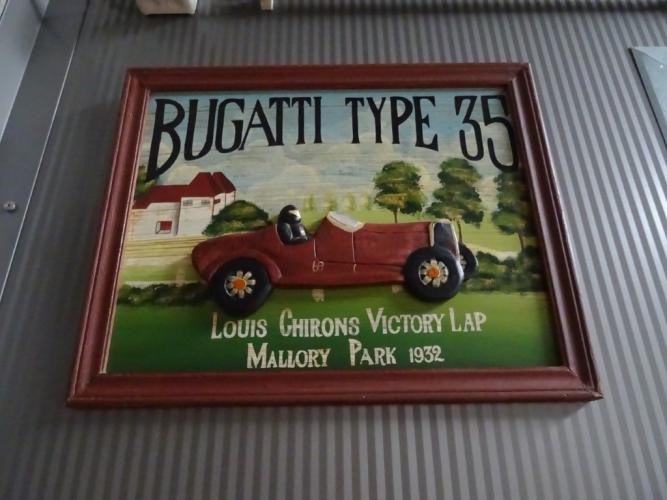 BUGATTI TYPE 35
LOUIS CHIRONS VICTORY LAP
MALLORY PARK 1932